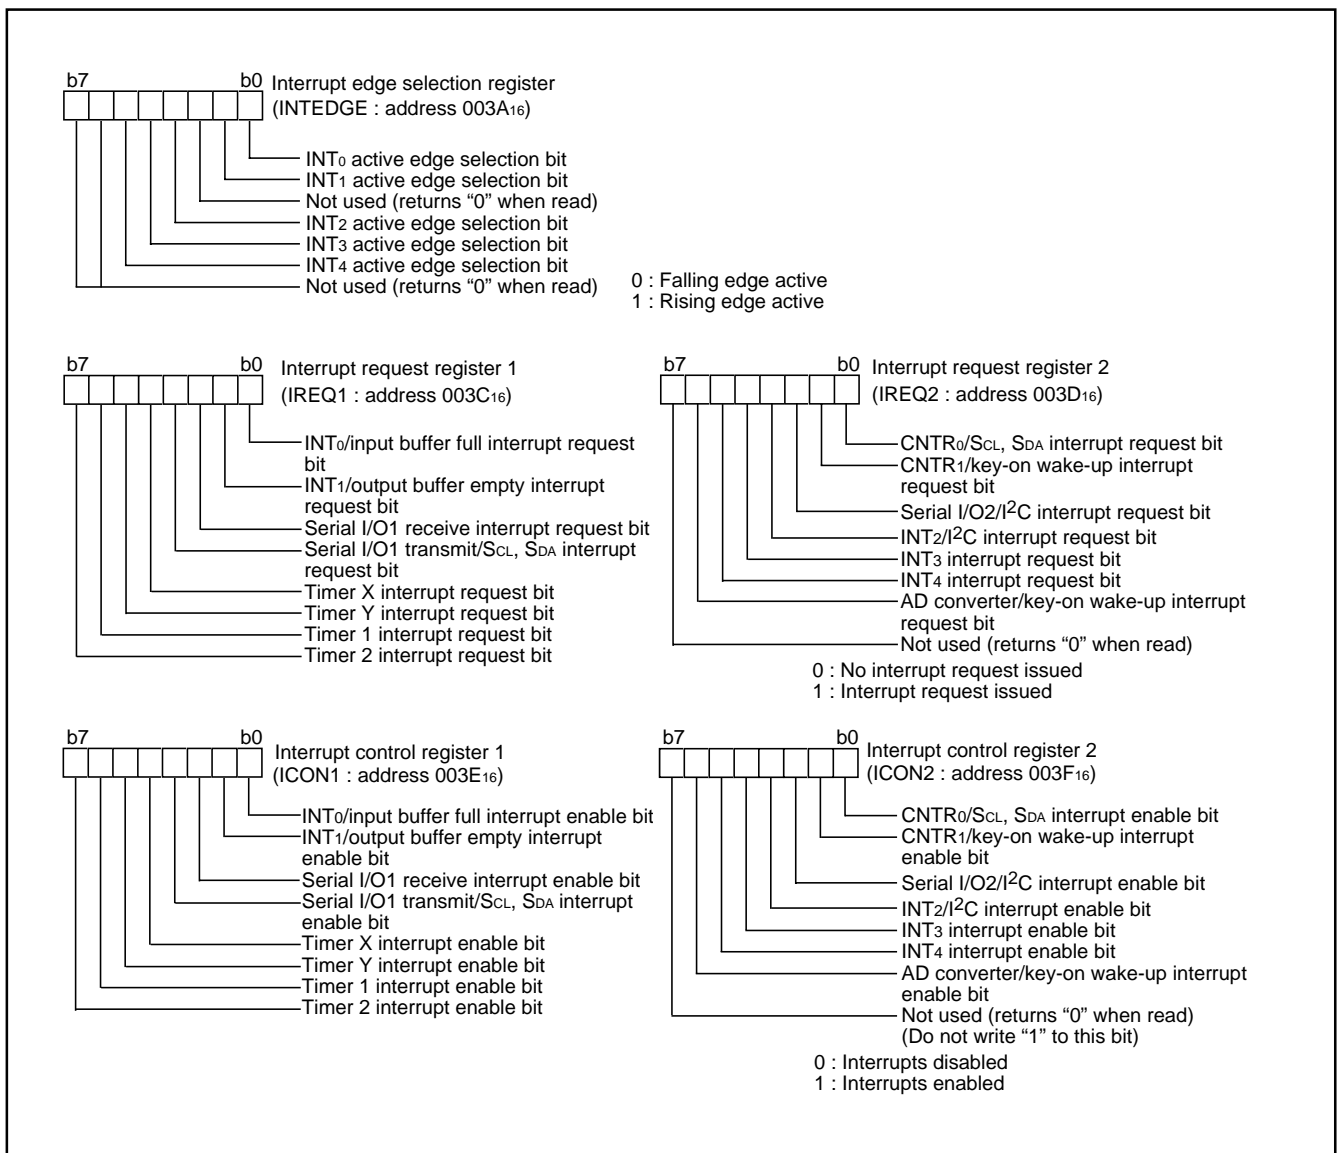 b7 b0 Interrupt edge selection register
(INTEDGE : address 003A16)
INT0 active edge selection bit
INT1 active edge selection bit
Not used (returns “0” when read)
INT2 active edge selection bit
INT3 active edge selection bit
INT4 active edge selection bit
Not used (returns “0” when read)
0 : Falling edge active
1 : Rising edge active
b7 b0 Interrupt request register 1
(IREQ1 : address 003C16)
INT0/input buffer full interrupt request
bit
INT1/output buffer empty interrupt
request bit
Serial I/O1 receive interrupt request bit
Serial I/O1 transmit/SCL, SDA interrupt
request bit
Timer X interrupt request bit
Timer Y interrupt request bit
Timer 1 interrupt request bit
Timer 2 interrupt request bit
b7 b0 Interrupt request register 2
(IREQ2 : address 003D16)
CNTR0/SCL, SDA interrupt request bit
CNTR1/key-on wake-up interrupt
request bit
Serial I/O2/I2C interrupt request bit
INT2/I2C interrupt request bit
INT3 interrupt request bit
INT4 interrupt request bit
AD converter/key-on wake-up interrupt
request bit
Not used (returns “0” when read)
0 : No interrupt request issued
1 : Interrupt request issued
b7 b0 Interrupt control register 1
(ICON1 : address 003E16)
INT0/input buffer full interrupt enable bit
INT1/output buffer empty interrupt
enable bit
Serial I/O1 receive interrupt enable bit
Serial I/O1 transmit/SCL, SDA interrupt
enable bit
Timer X interrupt enable bit
Timer Y interrupt enable bit
Timer 1 interrupt enable bit
Timer 2 interrupt enable bit
b7 b0 Interrupt control register 2
(ICON2 : address 003F16)
CNTR0/SCL, SDA interrupt enable bit
CNTR1/key-on wake-up interrupt
enable bit
Serial I/O2/I2C interrupt enable bit
INT2/I2C interrupt enable bit
INT3 interrupt enable bit
INT4 interrupt enable bit
AD converter/key-on wake-up interrupt
enable bit
Not used (returns “0” when read)
(Do not write “1” to this bit)
0 : Interrupts disabled
1 : Interrupts enabled